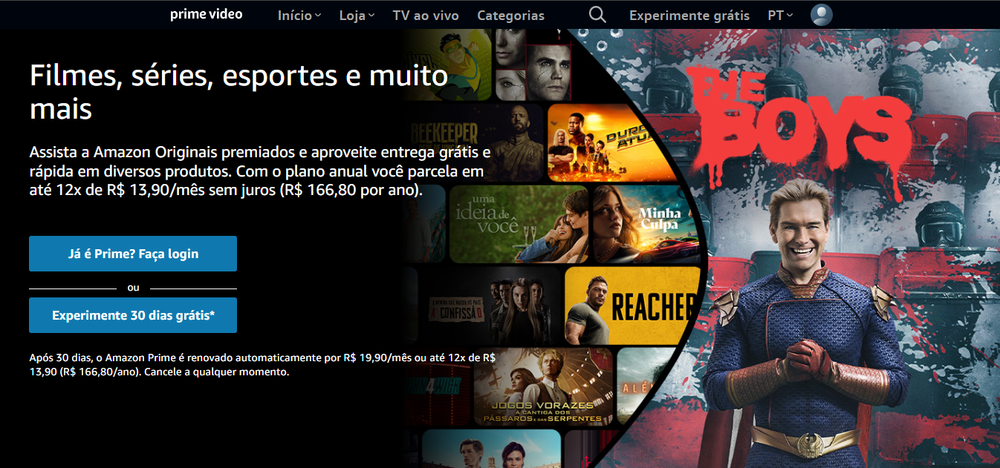 prime video
Início
Loja
TV ao vivo
Categorias
Experimente grátis
PT
Filmes, séries, esportes e muito
mais
Assista a Amazon Originais premiados e aproveite entrega grátis e
rápida em diversos produtos. Com o plano anual você parcela em
até 12x de R$ 13,90/mês sem juros (R$ 166,80 por ano).
Já é Prime? Faça login
ou
Experimente 30 dias grátis*
Após 30 dias, o Amazon Prime é renovado automaticamente por R$ 19,90/mês ou até 12x de R$
13,90 (R$ 166,80/ano). Cancele a qualquer momento.
BEEKEEPER
uma
ideia de
você
Minha
Culpa
A MENINA QUE MATOU OS PAIS
A CONFISSÃO
REACHER
JOGOS VORAZES
A CANTIGA DOS
PÁSSAROS E DAS SERPENTES
THE
BOYS